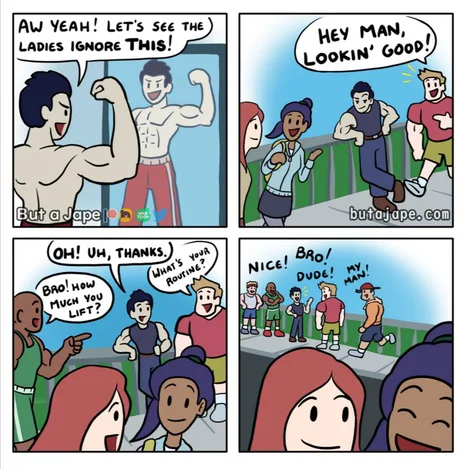 AW YEAH! LET'S SEE THE
LADIES IGNORE THIS!
But a Jape
HEY MAN,
LOOKIN' GOOD!
butajape.com
OH! UH, THANKS.
BRO! HOW
MUCH YOU
LIFT?
WHAT'S YOUR
ROUTINE?
NICE!
BRO!
DUDE!
MY
MAN!